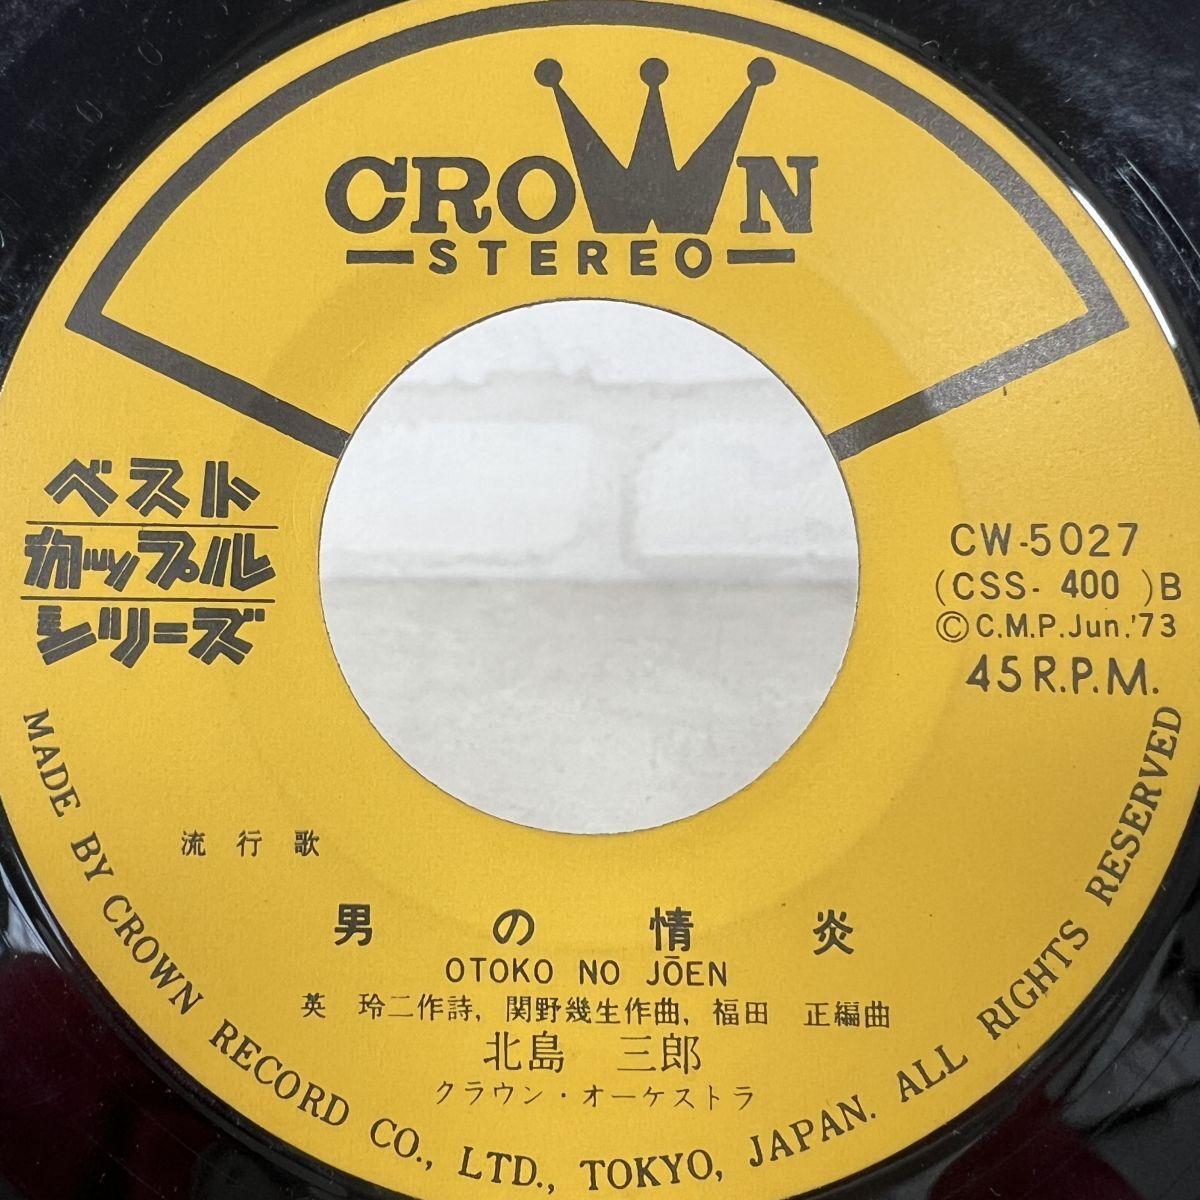 CROWN
STEREO
ベスト
カップル
シリーズ
CW-5027
(CSS- 400 )B
©C.M.P.Jun.'73
45R.P.M.
流行歌
男の情炎
OTOKO NO JŌEN
英 玲二作詩, 関野幾生作曲, 福田 正編曲
北島 三郎
クラウン・オーケストラ
MADE BY CROWN RECORD CO., LTD., TOKYO, JAPAN. ALL RIGHTS RESERVED